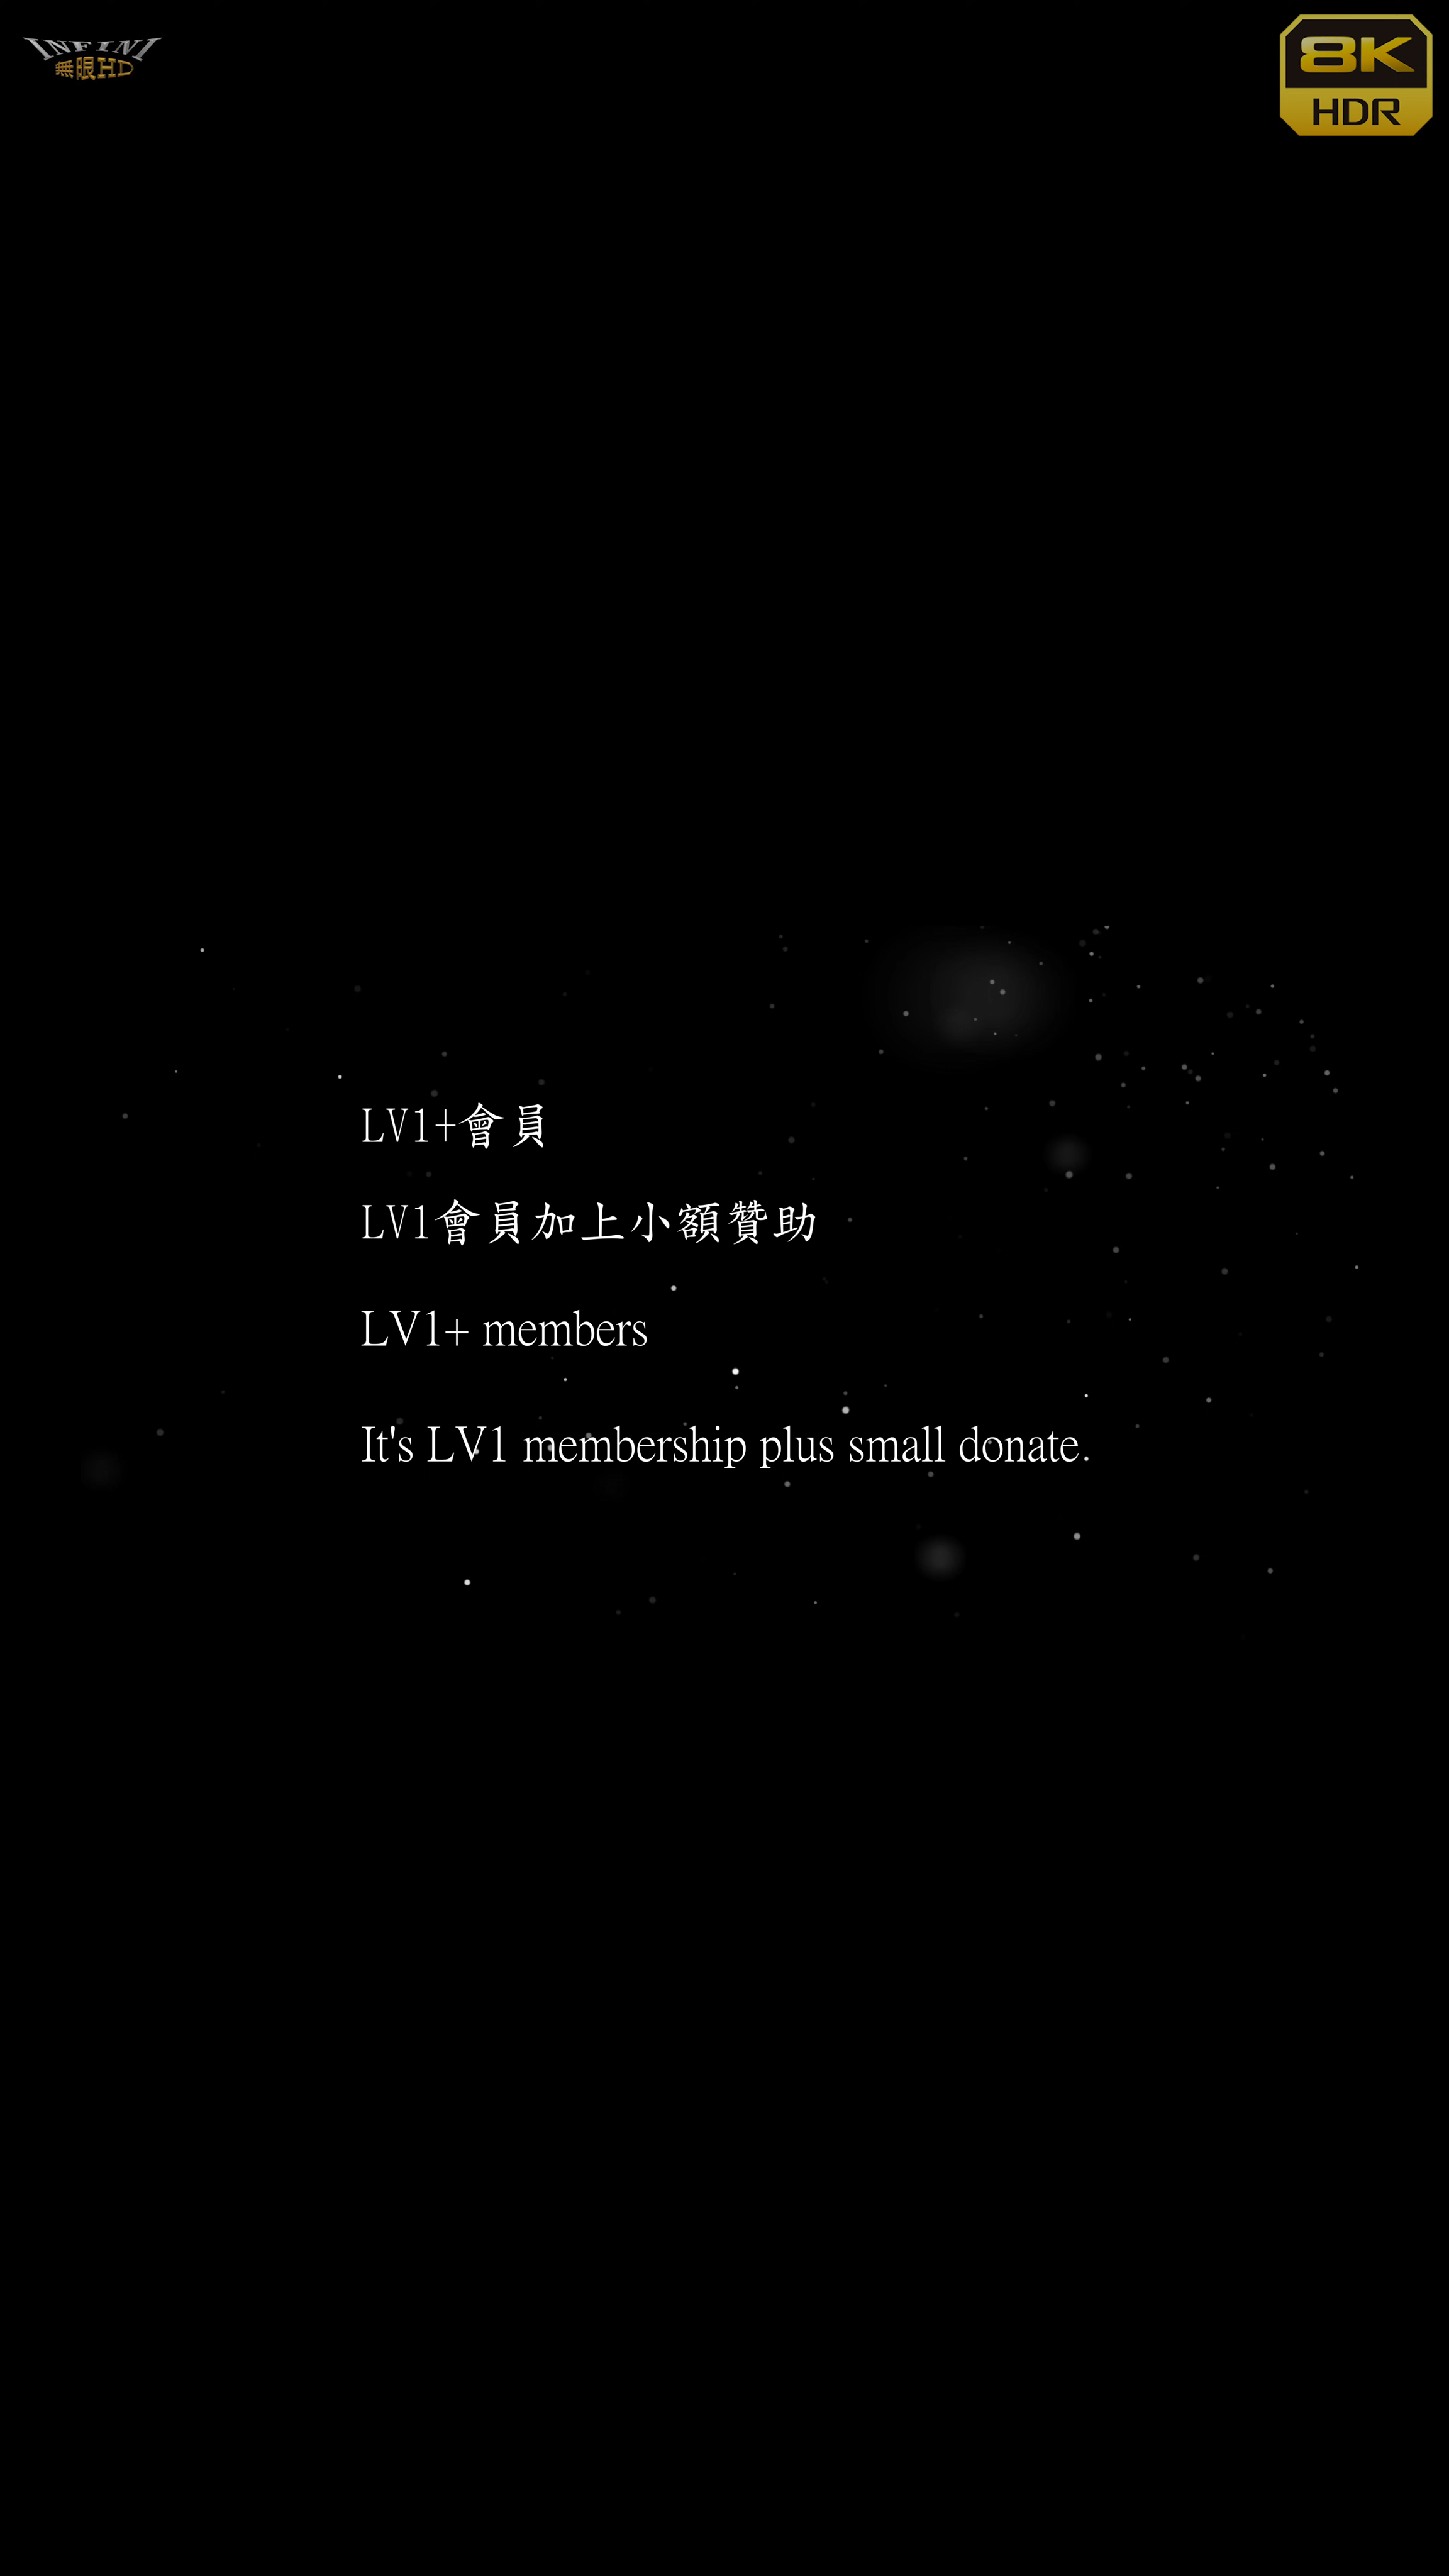 INFINI
無限HD
8K
HDR
LV1+會員
LV1會員加上小額贊助
LV1+ members
It's LV1 membership plus small donate.